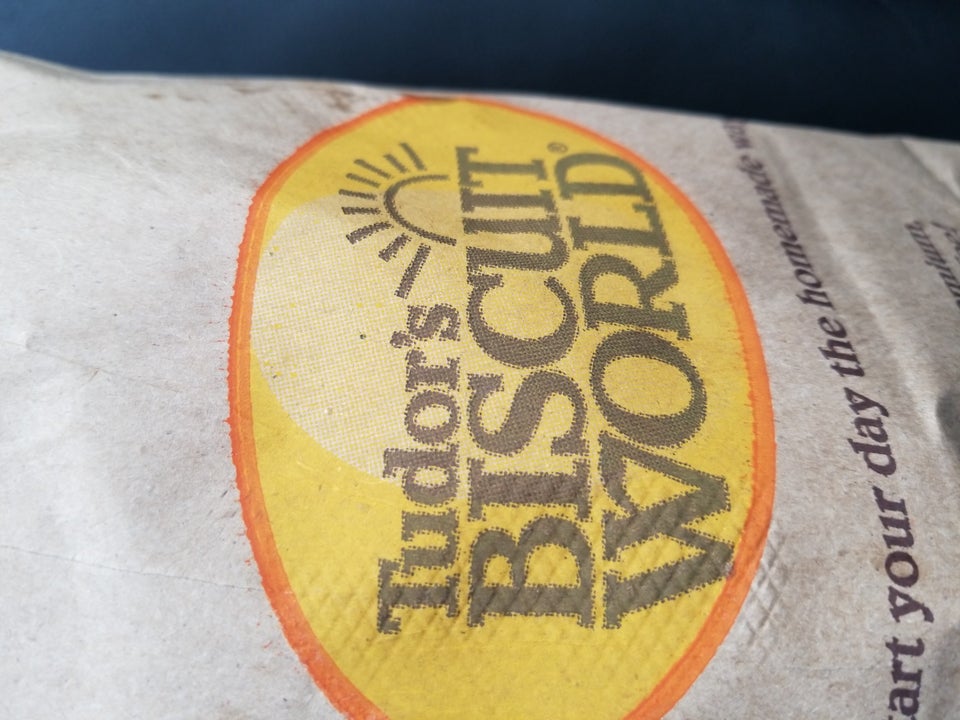 Tudor's
BISCUIT®
WORLD
art your day the homemade